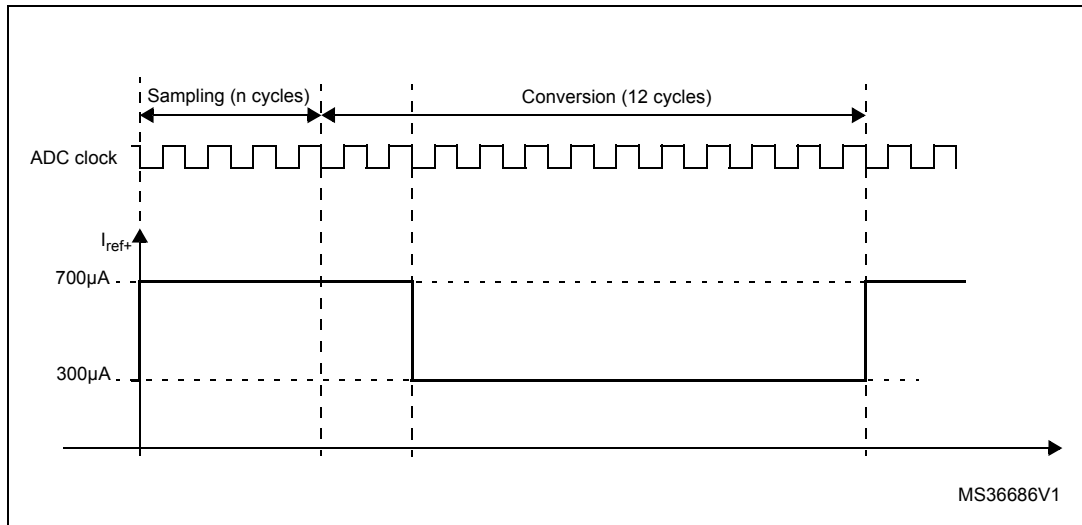 Sampling (n cycles)
Conversion (12 cycles)
ADC clock
Iref+
700µA
300µA
MS36686V1